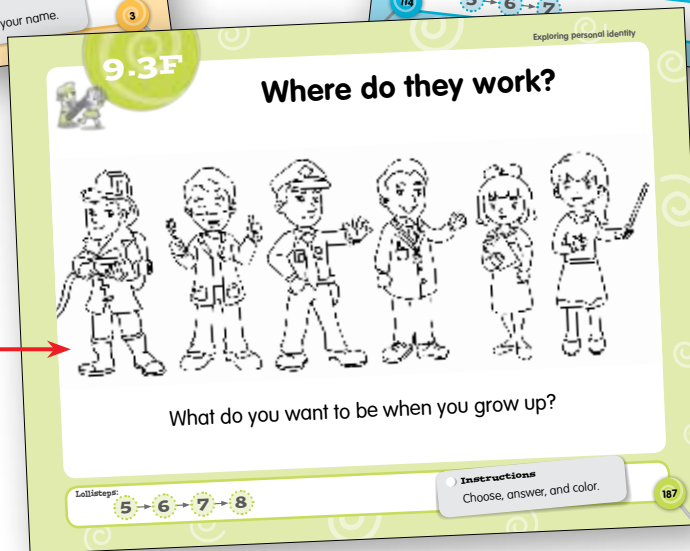 your name.
3
114
5 6 7
Exploring personal identity
9.3F
Where do they work?
What do you want to be when you grow up?
Lollisteps:
5 6 7 8
Instructions
Choose, answer, and color.
187